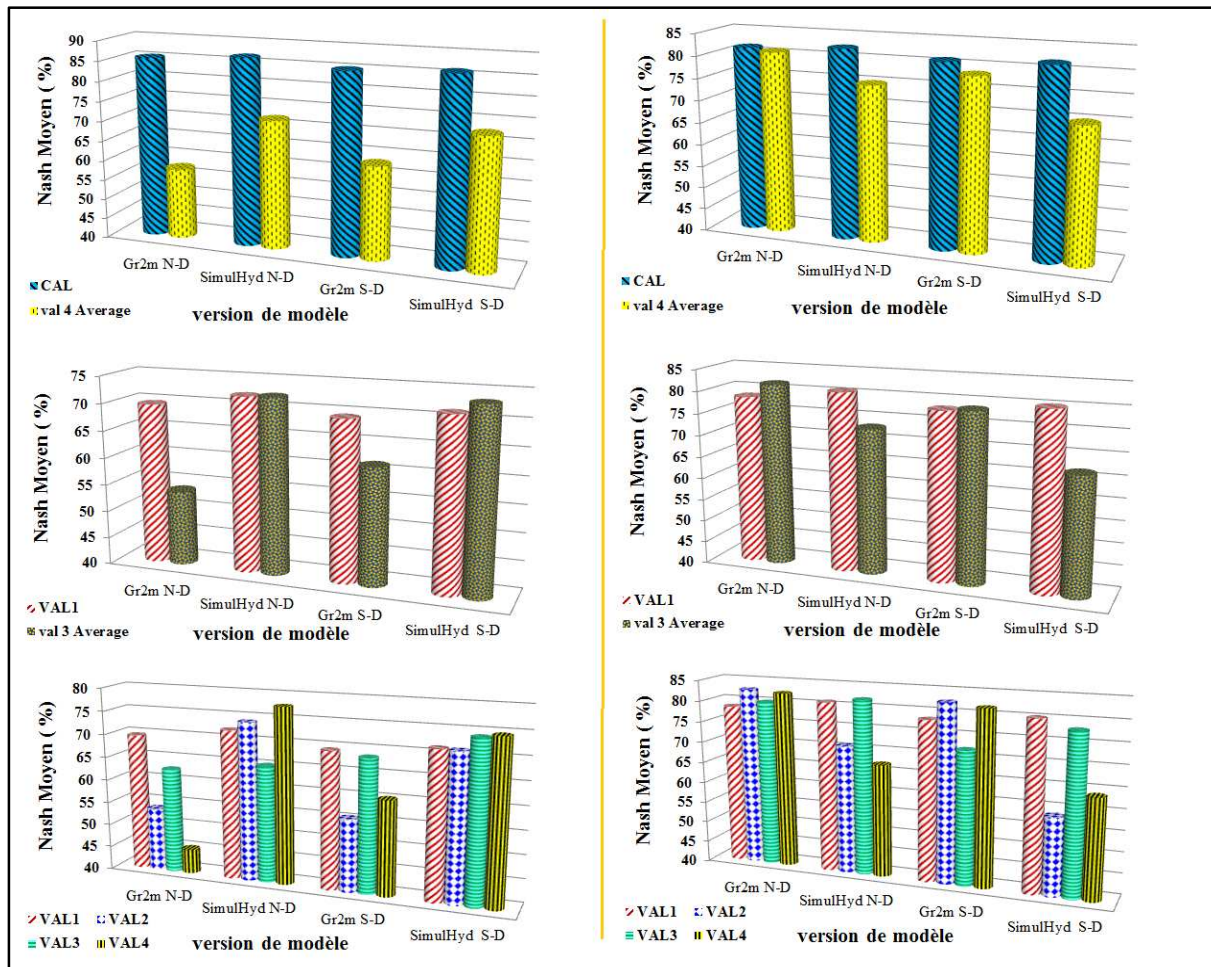 Nash Moyen ( %)
90
85
80
75
70
65
60
55
50
45
40
Gr2m N-D
SimulHyd N-D
Gr2m S-D
SimulHyd S-D
CAL
val 4 Average
version de modèle
Nash Moyen ( %)
85
80
75
70
65
60
55
50
45
40
Gr2m N-D
SimulHyd N-D
Gr2m S-D
SimulHyd S-D
CAL
val 4 Average
version de modèle
Nash Moyen ( %)
75
70
65
60
55
50
45
40
Gr2m N-D
SimulHyd N-D
Gr2m S-D
SimulHyd S-D
VAL1
val 3 Average
version de modèle
Nash Moyen ( %)
85
80
75
70
65
60
55
50
45
40
Gr2m N-D
SimulHyd N-D
Gr2m S-D
SimulHyd S-D
VAL1
val 3 Average
version de modèle
Nash Moyen ( %)
80
75
70
65
60
55
50
45
40
Gr2m N-D
SimulHyd N-D
Gr2m S-D
SimulHyd S-D
VAL1 VAL2
VAL3 VAL4
version de modèle
Nash Moyen ( %)
85
80
75
70
65
60
55
50
45
40
Gr2m N-D
SimulHyd N-D
Gr2m S-D
SimulHyd S-D
VAL1 VAL2
VAL3 VAL4
version de modèle